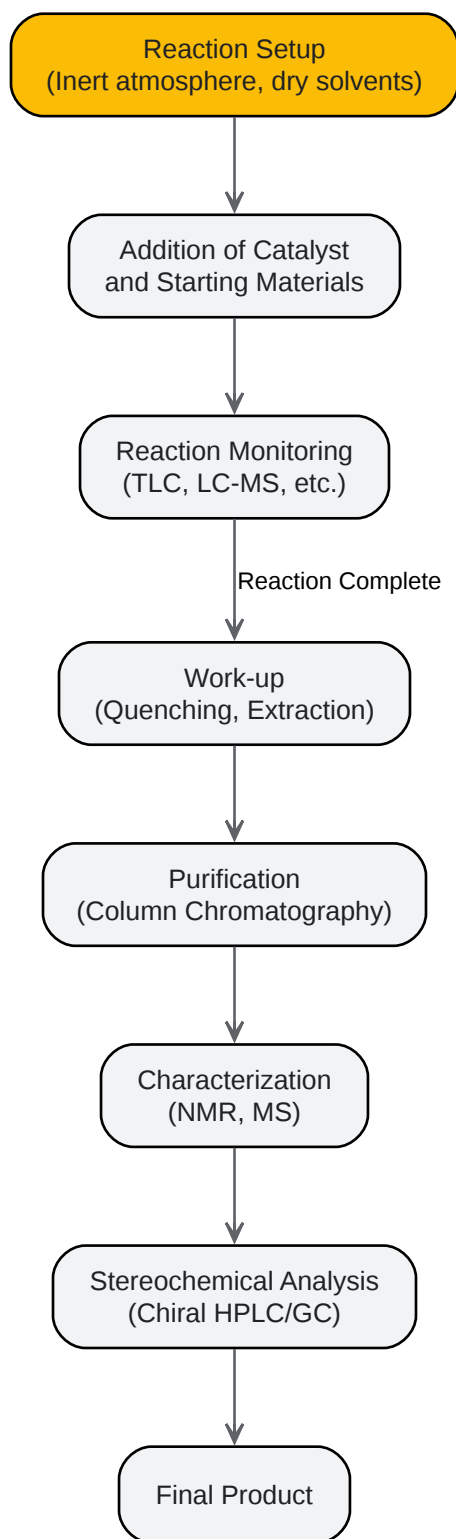 Reaction Setup
(Inert atmosphere, dry solvents)
Addition of Catalyst
and Starting Materials
Reaction Monitoring
(TLC, LC-MS, etc.)
Reaction Complete
Work-up
(Quenching, Extraction)
Purification
(Column Chromatography)
Characterization
(NMR, MS)
Stereochemical Analysis
(Chiral HPLC/GC)
Final Product